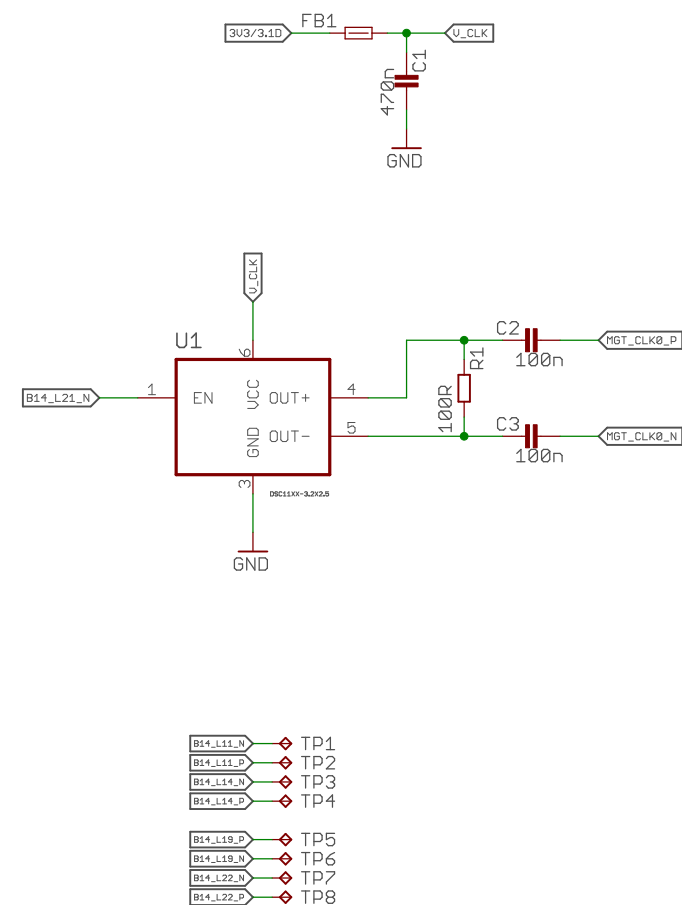 FB1
3V3/3.1D
V_CLK
C1
470n
GND
V_CLK
U1
6
C2
MGT_CLK0_P
100n
R1
B14_L21_N
1
EN
VCC
OUT+
4
100R
GND
OUT-
5
C3
MGT_CLK0_N
100n
3
DSC11XX-3.2X2.5
GND
B14_L11_N TP1
B14_L11_P TP2
B14_L14_N TP3
B14_L14_P TP4
B14_L19_P TP5
B14_L19_N TP6
B14_L22_N TP7
B14_L22_P TP8